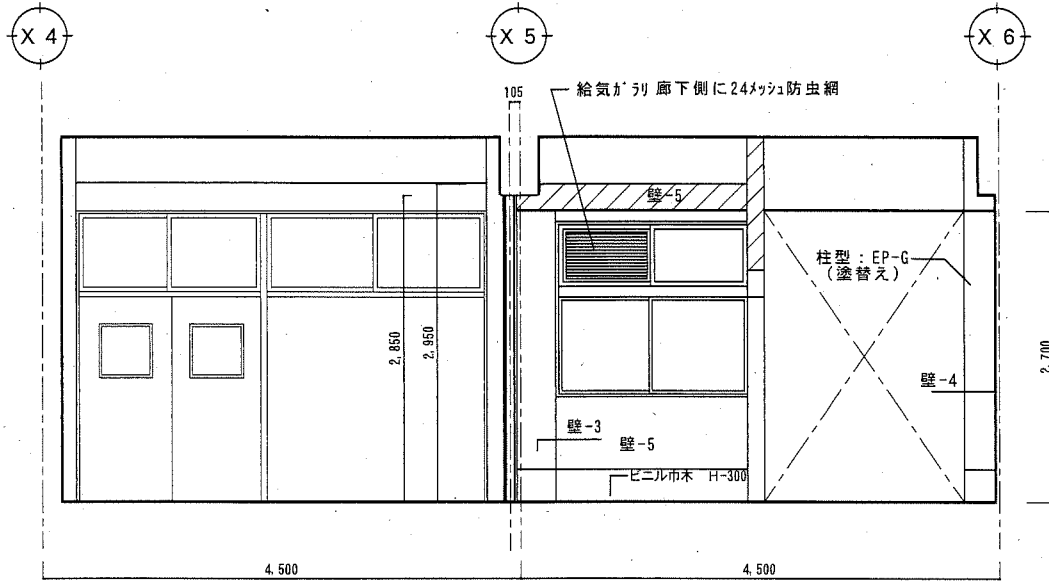 X 4
X 5
X 6
105
給気ガラリ 廊下側に24メッシュ防虫網
壁-5
柱型：EP-G
(塗替え)
2,850
2,950
2,700
壁-4
壁-3
壁-5
ビニル巾木 H-300
4,500
4,500